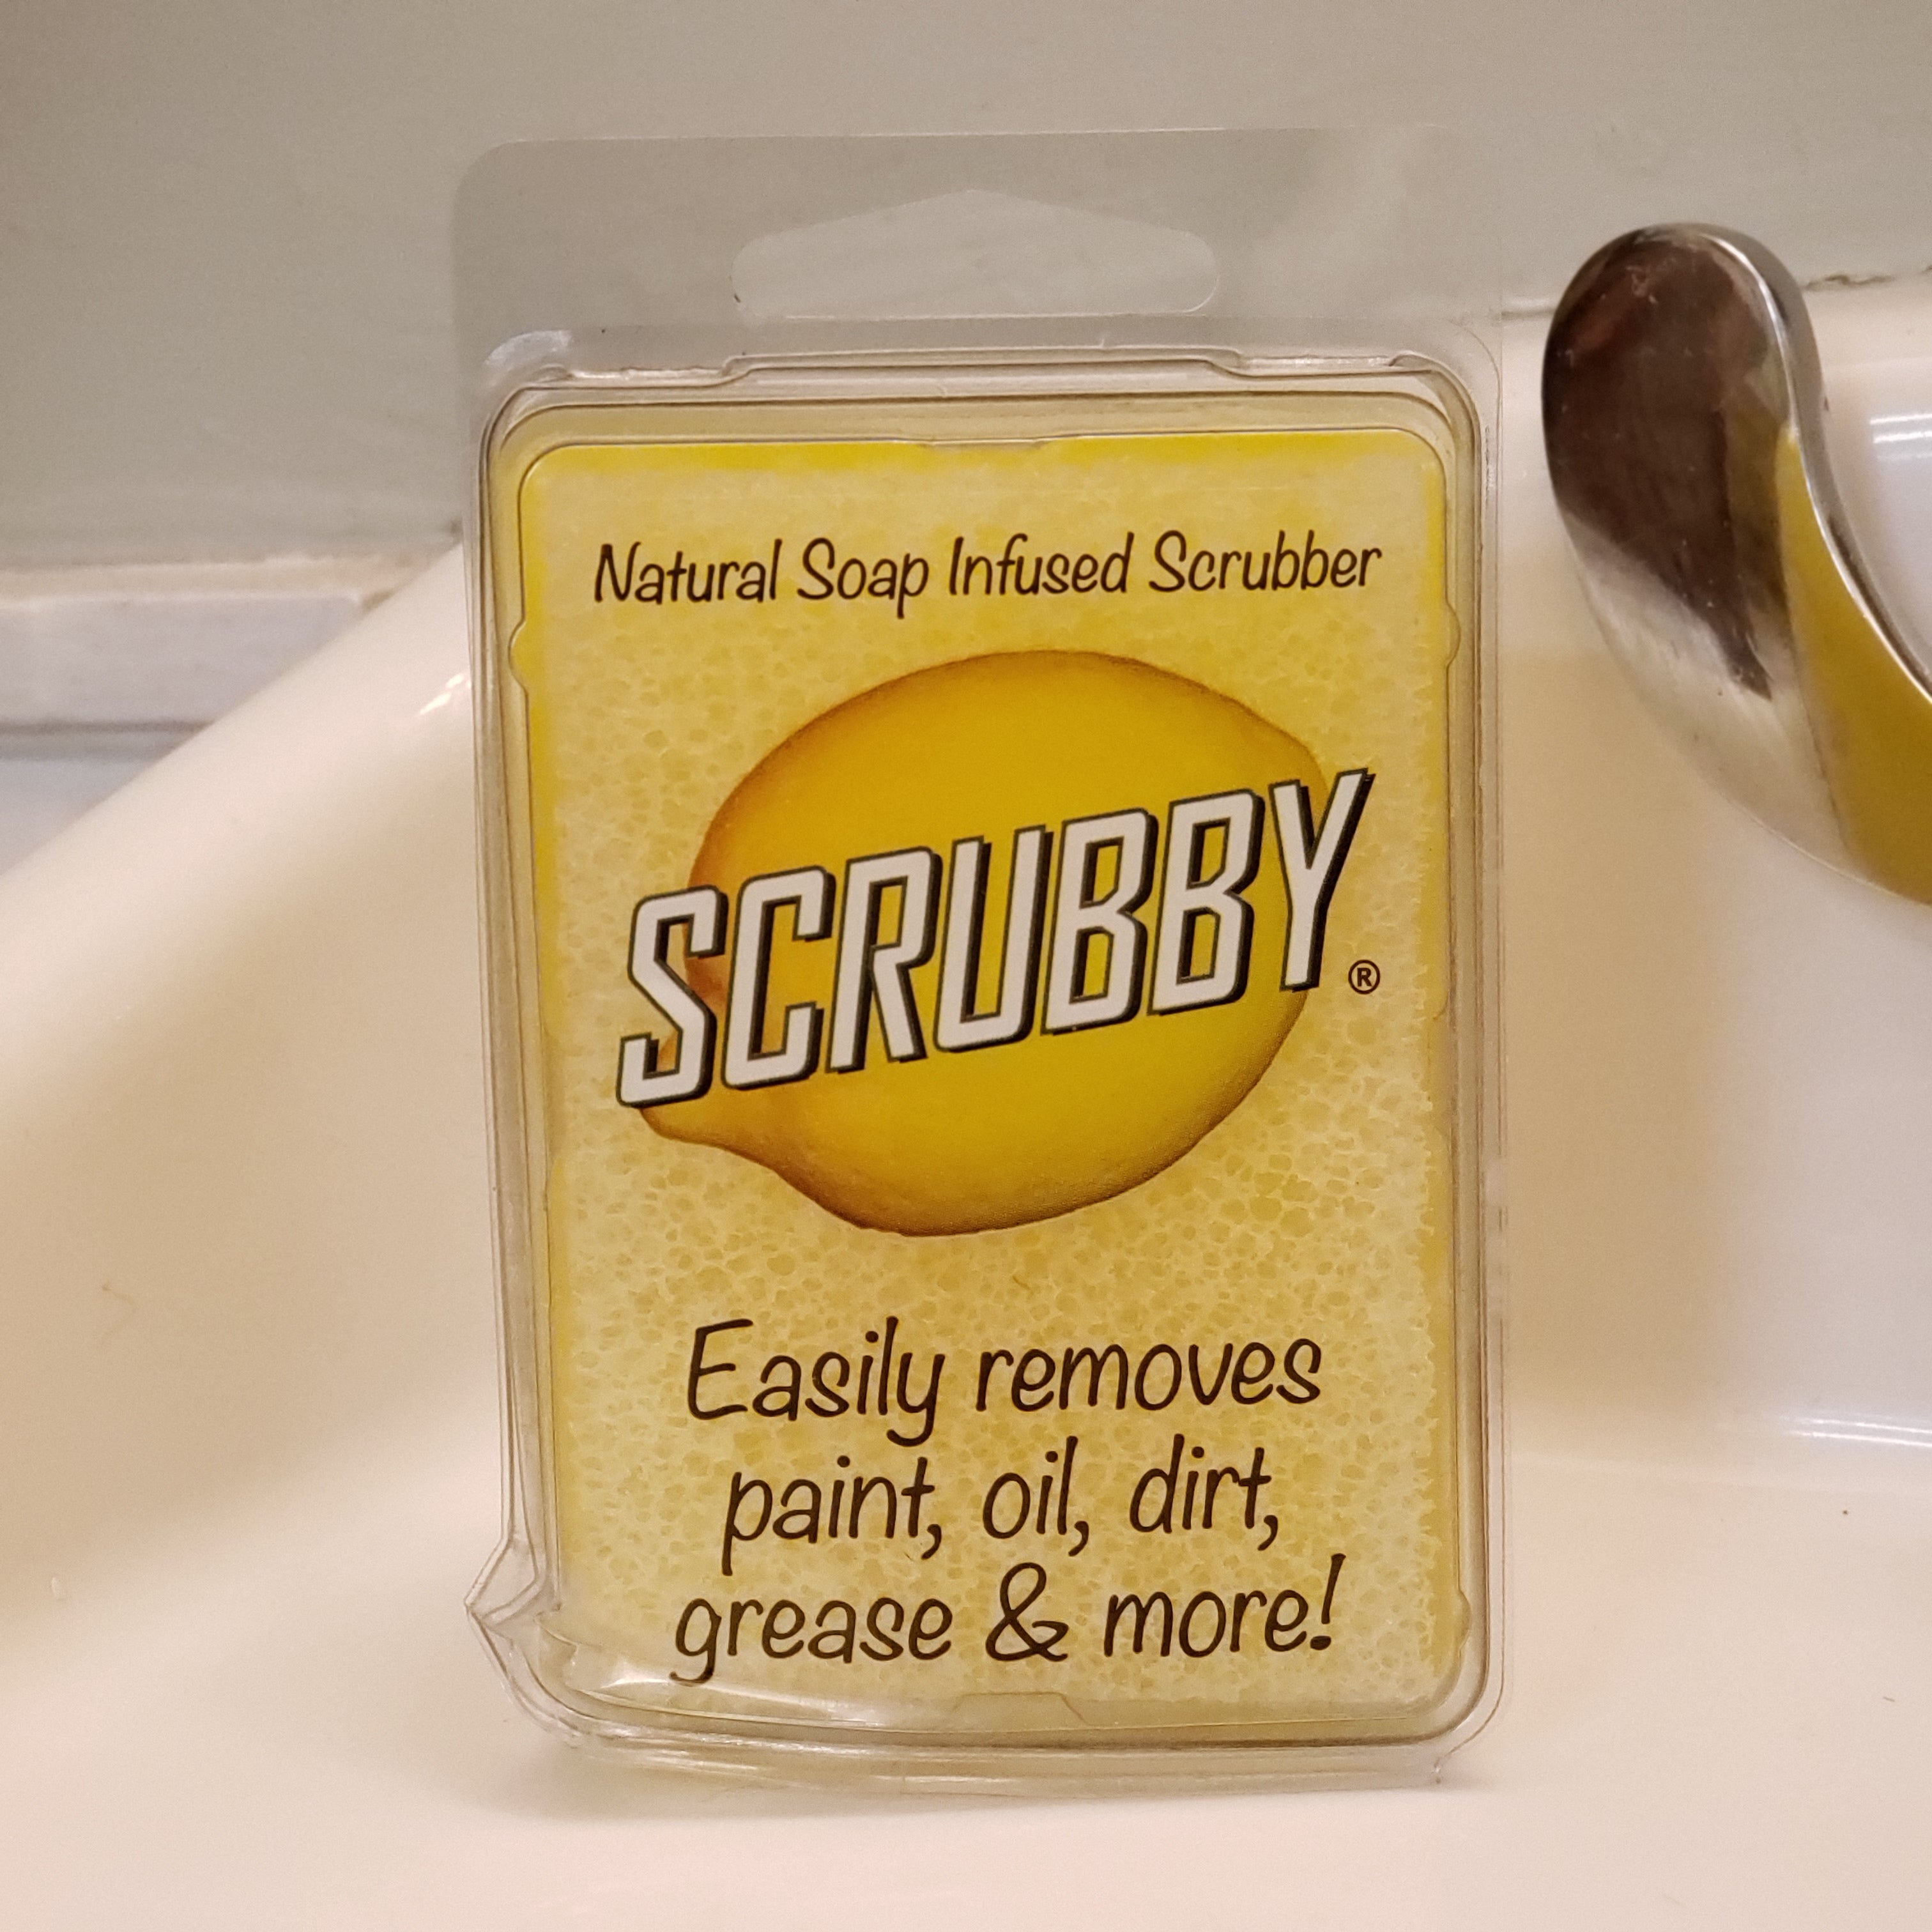 Natural Soap Infused Scrubber
SCRUBBY®
Easily removes
paint, oil, dirt,
grease & more!